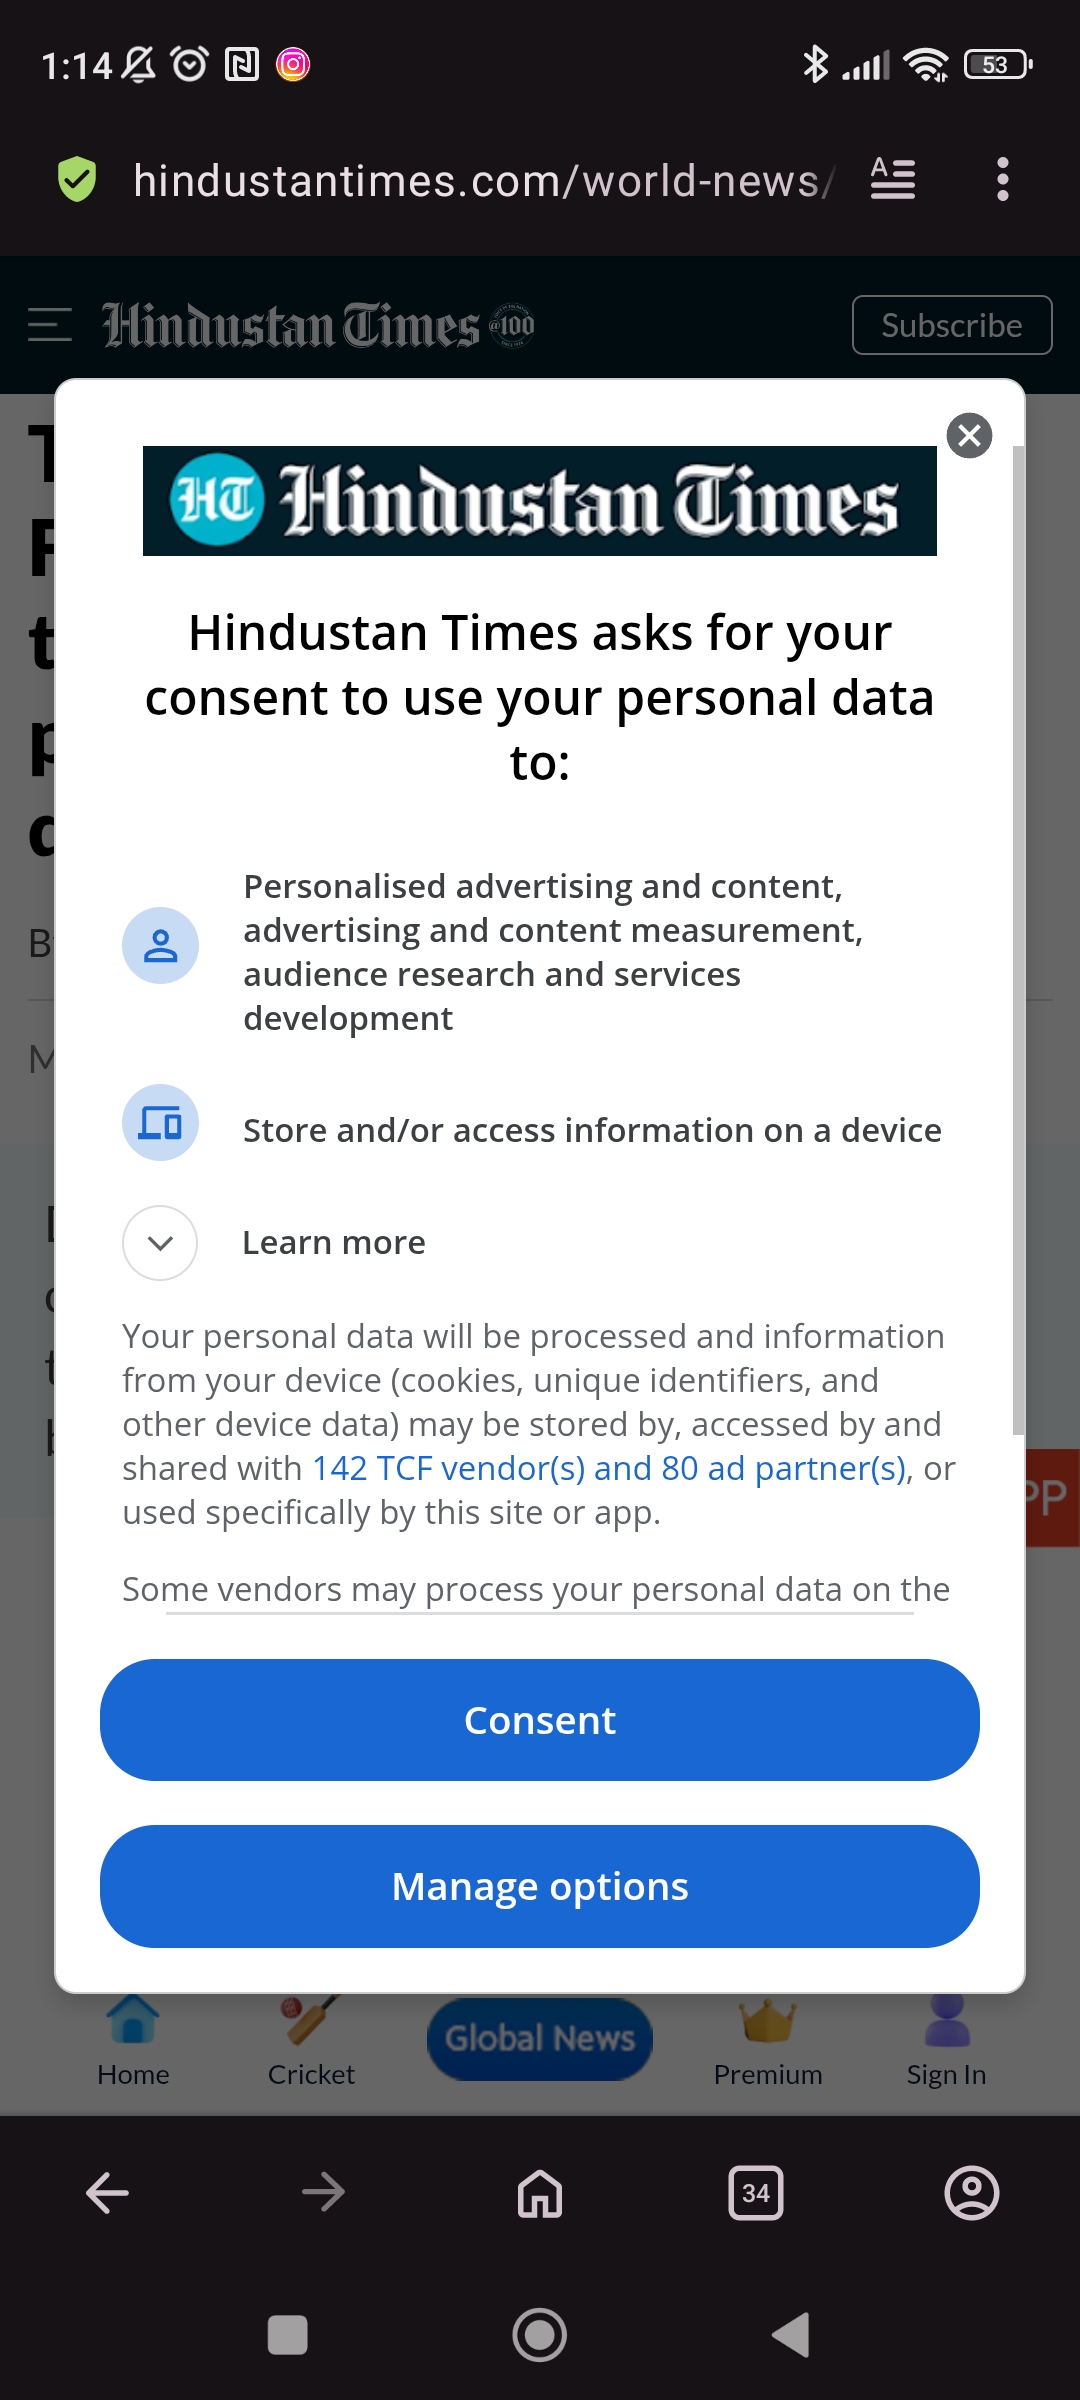 1:14
53
hindustantimes.com/world-news/
Hindustan Times @100
Subscribe
HT Hindustan Times
Hindustan Times asks for your
consent to use your personal data
to:
Personalised advertising and content,
advertising and content measurement,
audience research and services
development
Store and/or access information on a device
Learn more
Your personal data will be processed and information
from your device (cookies, unique identifiers, and
other device data) may be stored by, accessed by and
shared with 142 TCF vendor(s) and 80 ad partner(s), or
used specifically by this site or app.
Some vendors may process your personal data on the
Consent
Manage options
Home
Cricket
Global News
Premium
Sign In
34